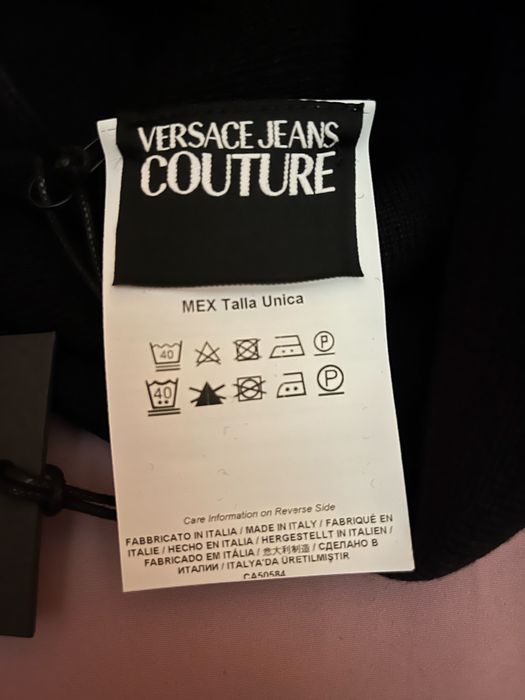 VERSACE JEANS
COUTURE
MEX Talla Unica
40 P
40 P
Care Information on Reverse Side
FABBRICATO IN ITALIA / MADE IN ITALY / FABRIQUÉ EN
ITALIE / HECHO EN ITALIA / HERGESTELLT IN ITALIEN /
FABRICADO EM ITÁLIA / 意大利制造 / СДЕЛАНО В
ИТАЛИИ / ITALYA'DA ÜRETILMIŞTIR
CA50584